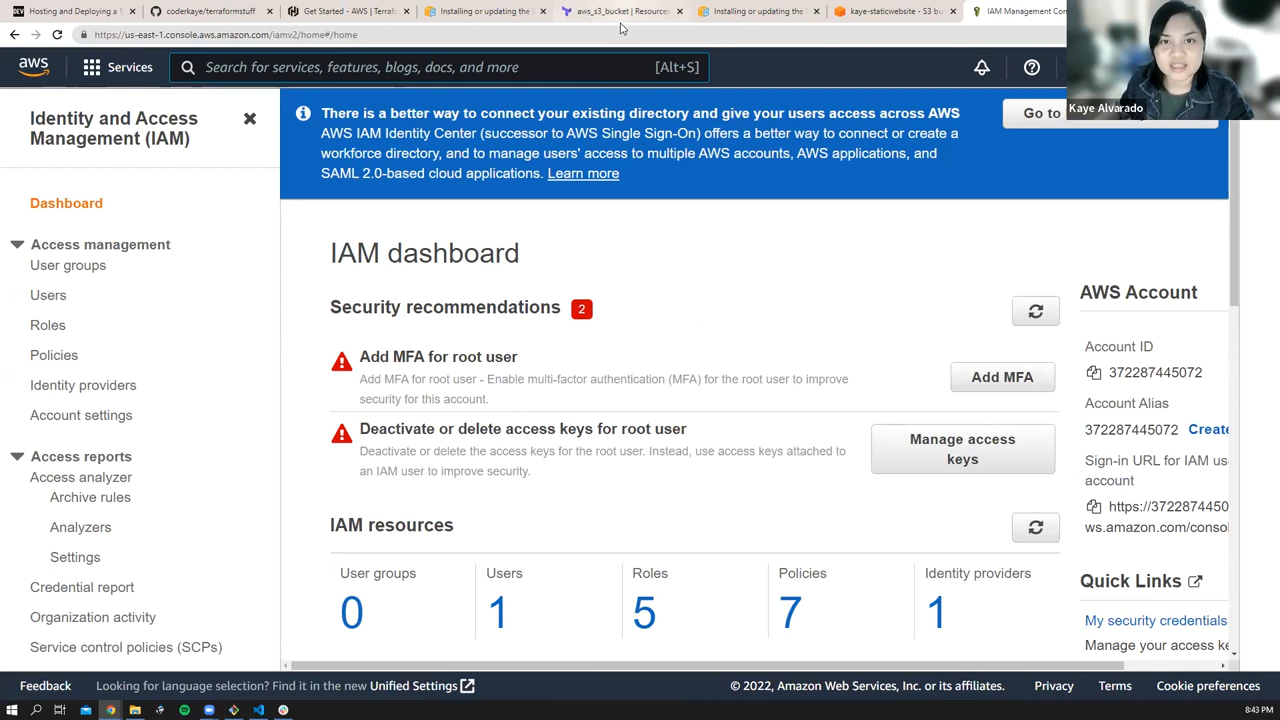 Hosting and Deploying a S
coderkaye/terraformstuff
Get Started - AWS | Terrafo
Installing or updating the
aws_s3_bucket | Resources
Installing or updating the
kaye-staticwebsite - S3 bu
IAM Management Con
https://us-east-1.console.aws.amazon.com/iamv2/home#/home
aws
Services
Search for services, features, blogs, docs, and more
[Alt+S]
Kaye Alvarado
Identity and Access
Management (IAM)
There is a better way to connect your existing directory and give your users access across AWS
AWS IAM Identity Center (successor to AWS Single Sign-On) offers a better way to connect or create a
workforce directory, and to manage users' access to multiple AWS accounts, AWS applications, and
SAML 2.0-based cloud applications. Learn more
Go to
Dashboard
Access management
User groups
Users
Roles
Policies
Identity providers
Account settings
Access reports
Access analyzer
Archive rules
Analyzers
Settings
Credential report
Organization activity
Service control policies (SCPs)
IAM dashboard
Security recommendations 2
Add MFA for root user
Add MFA for root user - Enable multi-factor authentication (MFA) for the root user to improve
security for this account.
Add MFA
Deactivate or delete access keys for root user
Deactivate or delete the access keys for the root user. Instead, use access keys attached to
an IAM user to improve security.
Manage access
keys
IAM resources
User groups
Users
Roles
Policies
Identity providers
0
1
5
7
1
AWS Account
Account ID
372287445072
Account Alias
372287445072 Create
Sign-in URL for IAM us
account
https://3722874450
ws.amazon.com/conso
Quick Links
My security credentials
Manage your access ke
Feedback
Looking for language selection? Find it in the new Unified Settings
© 2022, Amazon Web Services, Inc. or its affiliates.
Privacy
Terms
Cookie preferences
8:43 PM